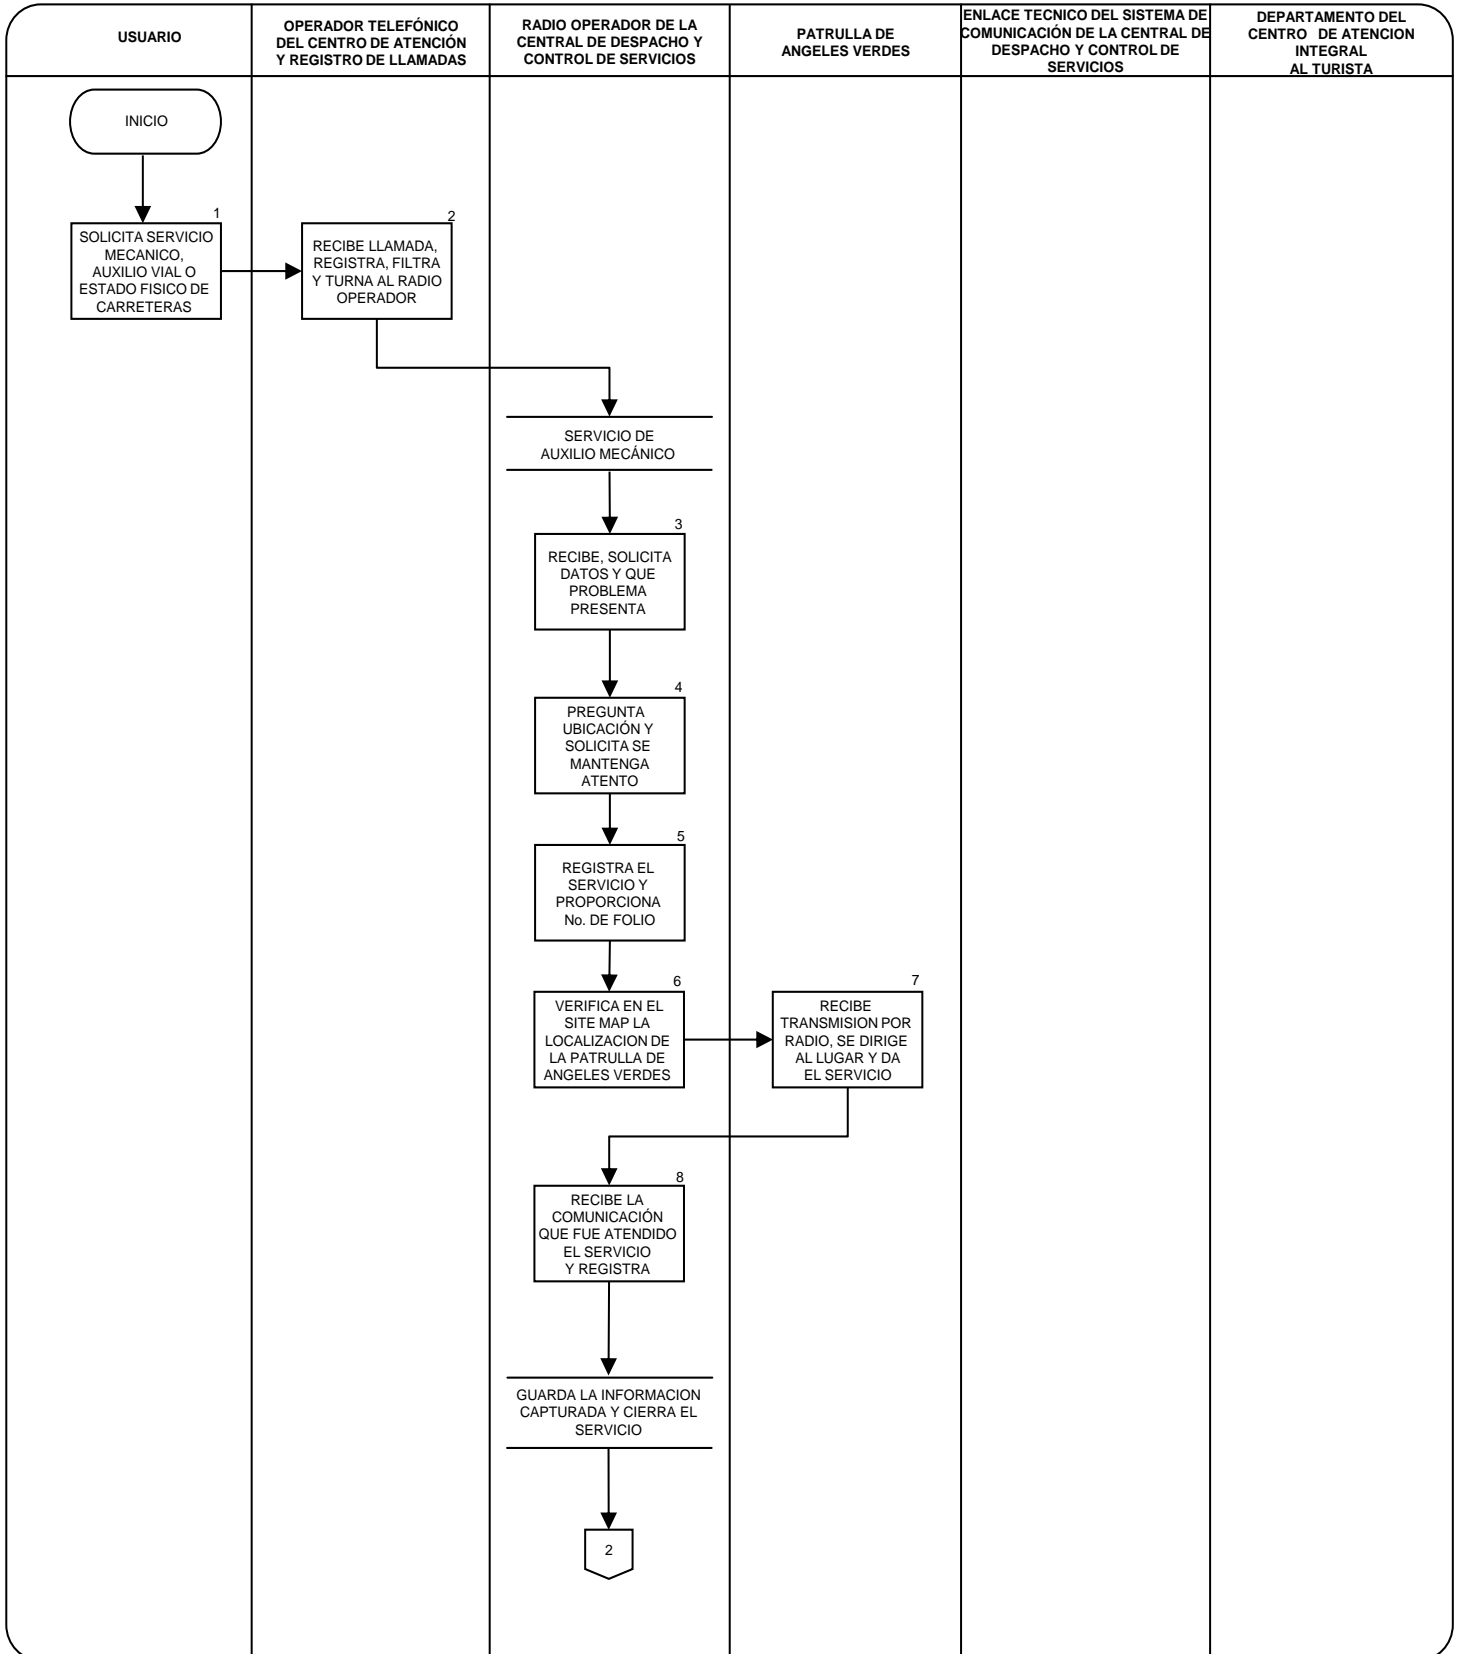 USUARIO
OPERADOR TELEFÓNICO
DEL CENTRO DE ATENCIÓN
Y REGISTRO DE LLAMADAS
RADIO OPERADOR DE LA
CENTRAL DE DESPACHO Y
CONTROL DE SERVICIOS
PATRULLA DE
ANGELES VERDES
ENLACE TECNICO DEL SISTEMA DE
COMUNICACIÓN DE LA CENTRAL DE
DESPACHO Y CONTROL DE
SERVICIOS
DEPARTAMENTO DEL
CENTRO DE ATENCION
INTEGRAL
AL TURISTA
INICIO
1
SOLICITA SERVICIO
MECANICO,
AUXILIO VIAL O
ESTADO FISICO DE
CARRETERAS
2
RECIBE LLAMADA,
REGISTRA, FILTRA
Y TURNA AL RADIO
OPERADOR
SERVICIO DE
AUXILIO MECÁNICO
3
RECIBE, SOLICITA
DATOS Y QUE
PROBLEMA
PRESENTA
4
PREGUNTA
UBICACIÓN Y
SOLICITA SE
MANTENGA
ATENTO
5
REGISTRA EL
SERVICIO Y
PROPORCIONA
No. DE FOLIO
6
VERIFICA EN EL
SITE MAP LA
LOCALIZACION DE
LA PATRULLA DE
ANGELES VERDES
7
RECIBE
TRANSMISION POR
RADIO, SE DIRIGE
AL LUGAR Y DA
EL SERVICIO
8
RECIBE LA
COMUNICACIÓN
QUE FUE ATENDIDO
EL SERVICIO
Y REGISTRA
GUARDA LA INFORMACION
CAPTURADA Y CIERRA EL
SERVICIO
2